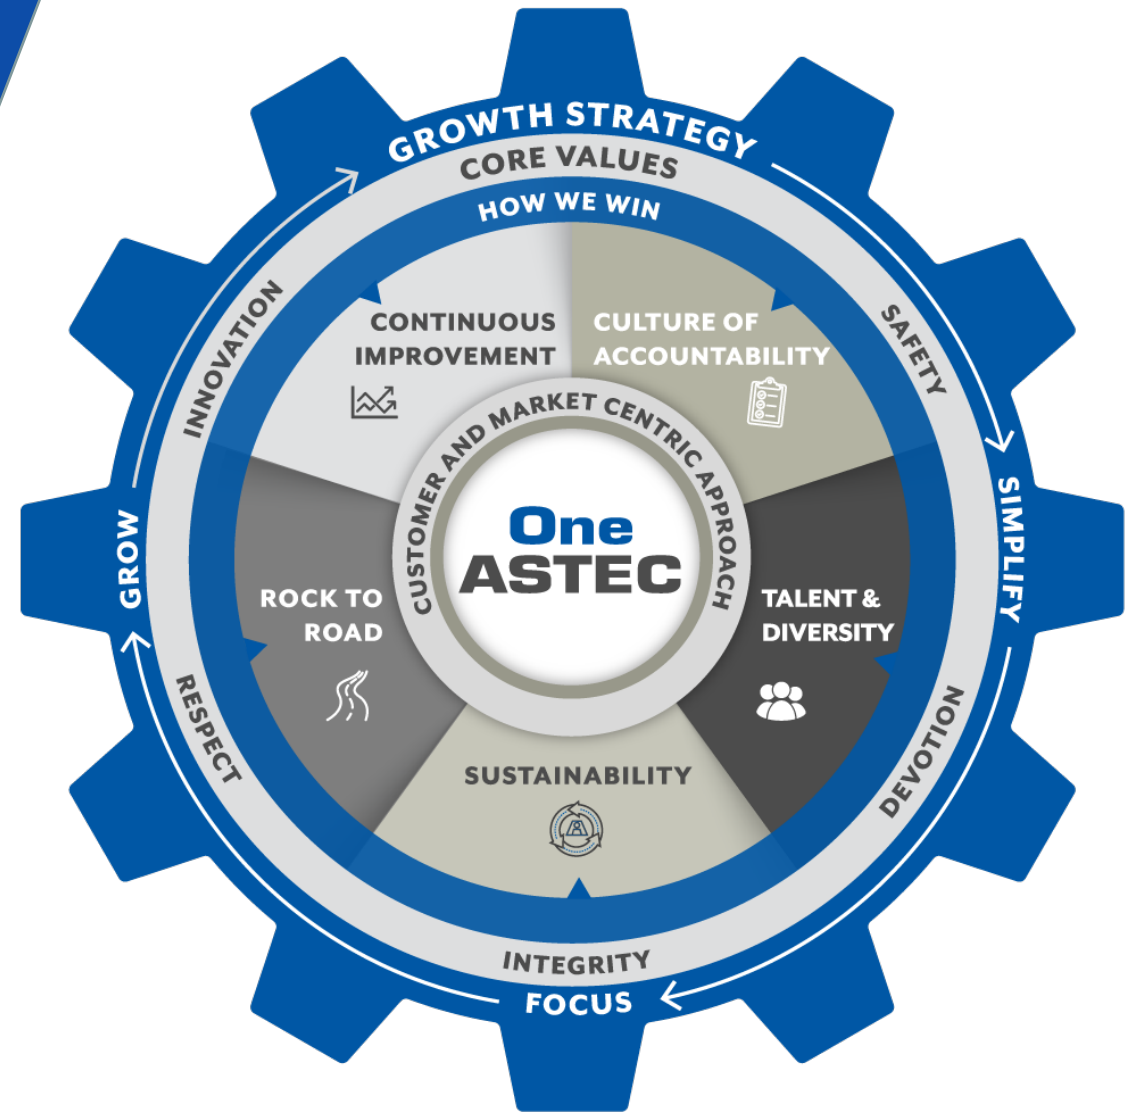 GROWTH STRATEGY
CORE VALUES
HOW WE WIN
INNOVATION
SAFETY
CONTINUOUS
IMPROVEMENT
CULTURE OF
ACCOUNTABILITY
CUSTOMER AND MARKET CENTRIC APPROACH
One
ASTEC
GROW
SIMPLIFY
ROCK TO
ROAD
TALENT &
DIVERSITY
RESPECT
DEVOTION
SUSTAINABILITY
INTEGRITY
FOCUS